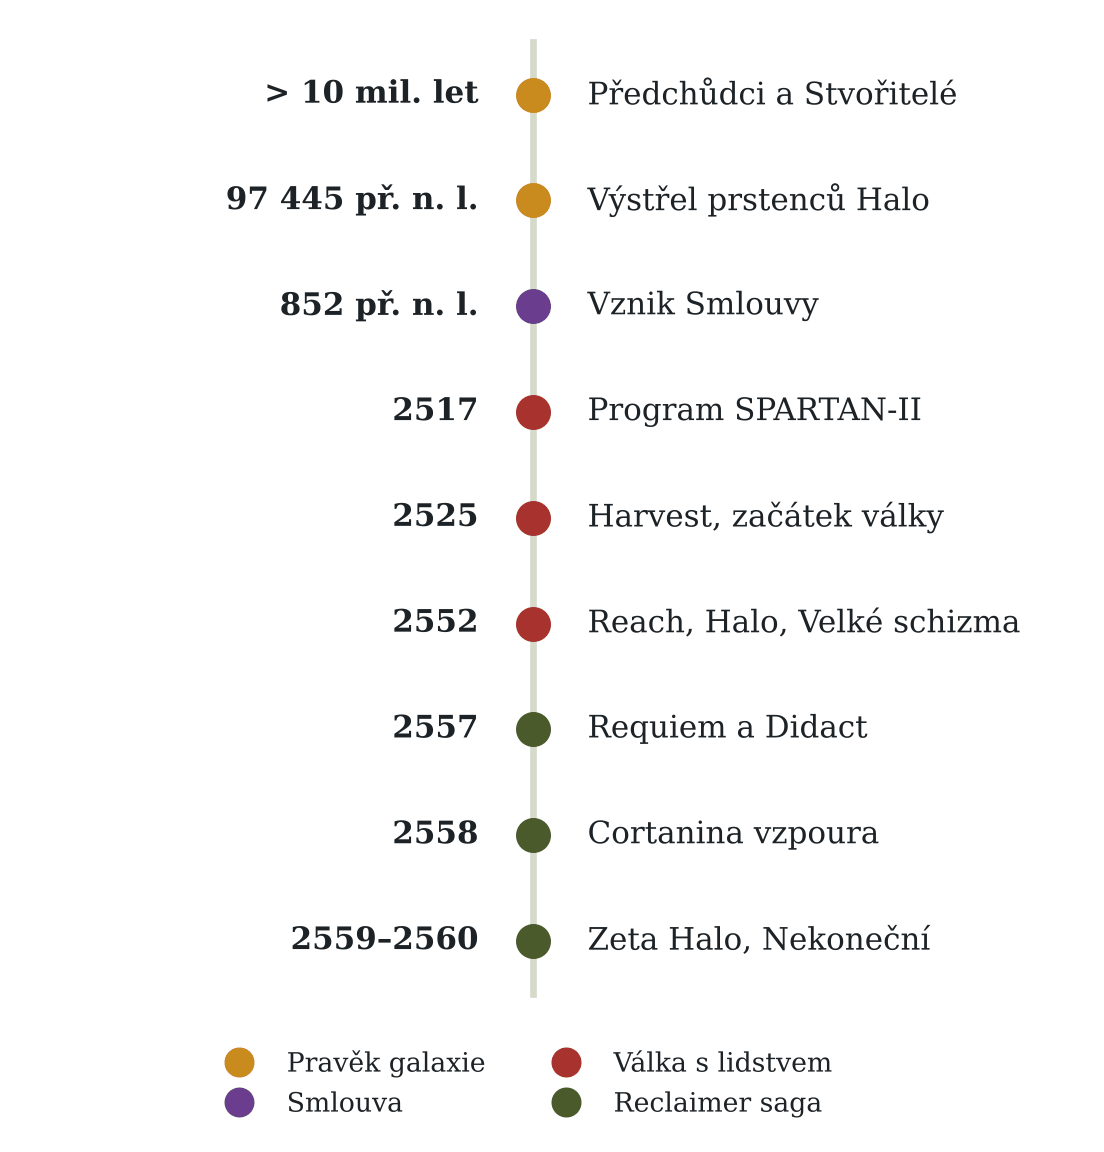 > 10 mil. let Předchůdci a Stvořitelé
97 445 př. n. l. Výstřel prstenců Halo
852 př. n. l. Vznik Smlouvy
2517 Program SPARTAN-II
2525 Harvest, začátek války
2552 Reach, Halo, Velké schizma
2557 Requiem a Didact
2558 Cortanina vzpoura
2559–2560 Zeta Halo, Nekoneční
Pravěk galaxie Válka s lidstvem
Smlouva Reclaimer saga